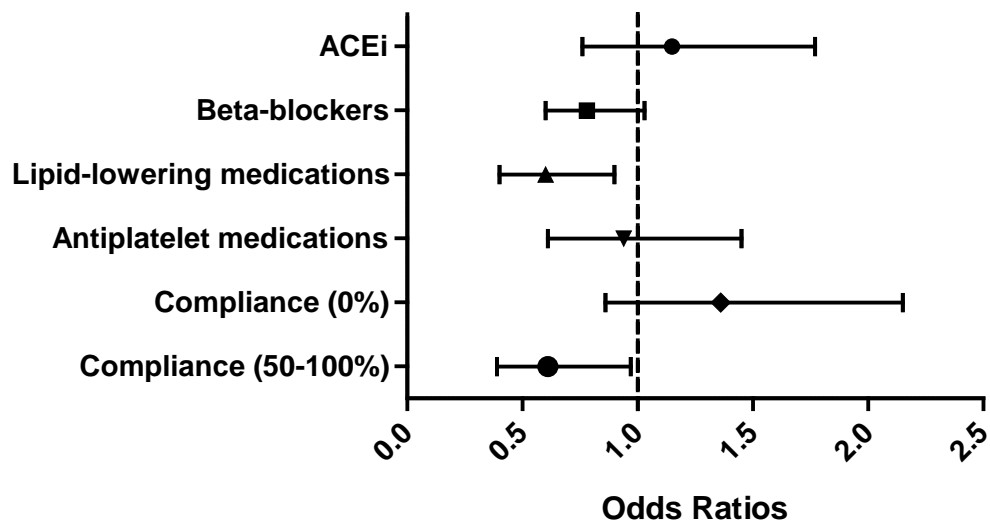 ACEi
Beta-blockers
Lipid-lowering medications
Antiplatelet medications
Compliance (0%)
Compliance (50-100%)
0.0 0.5 1.0 1.5 2.0 2.5
Odds Ratios